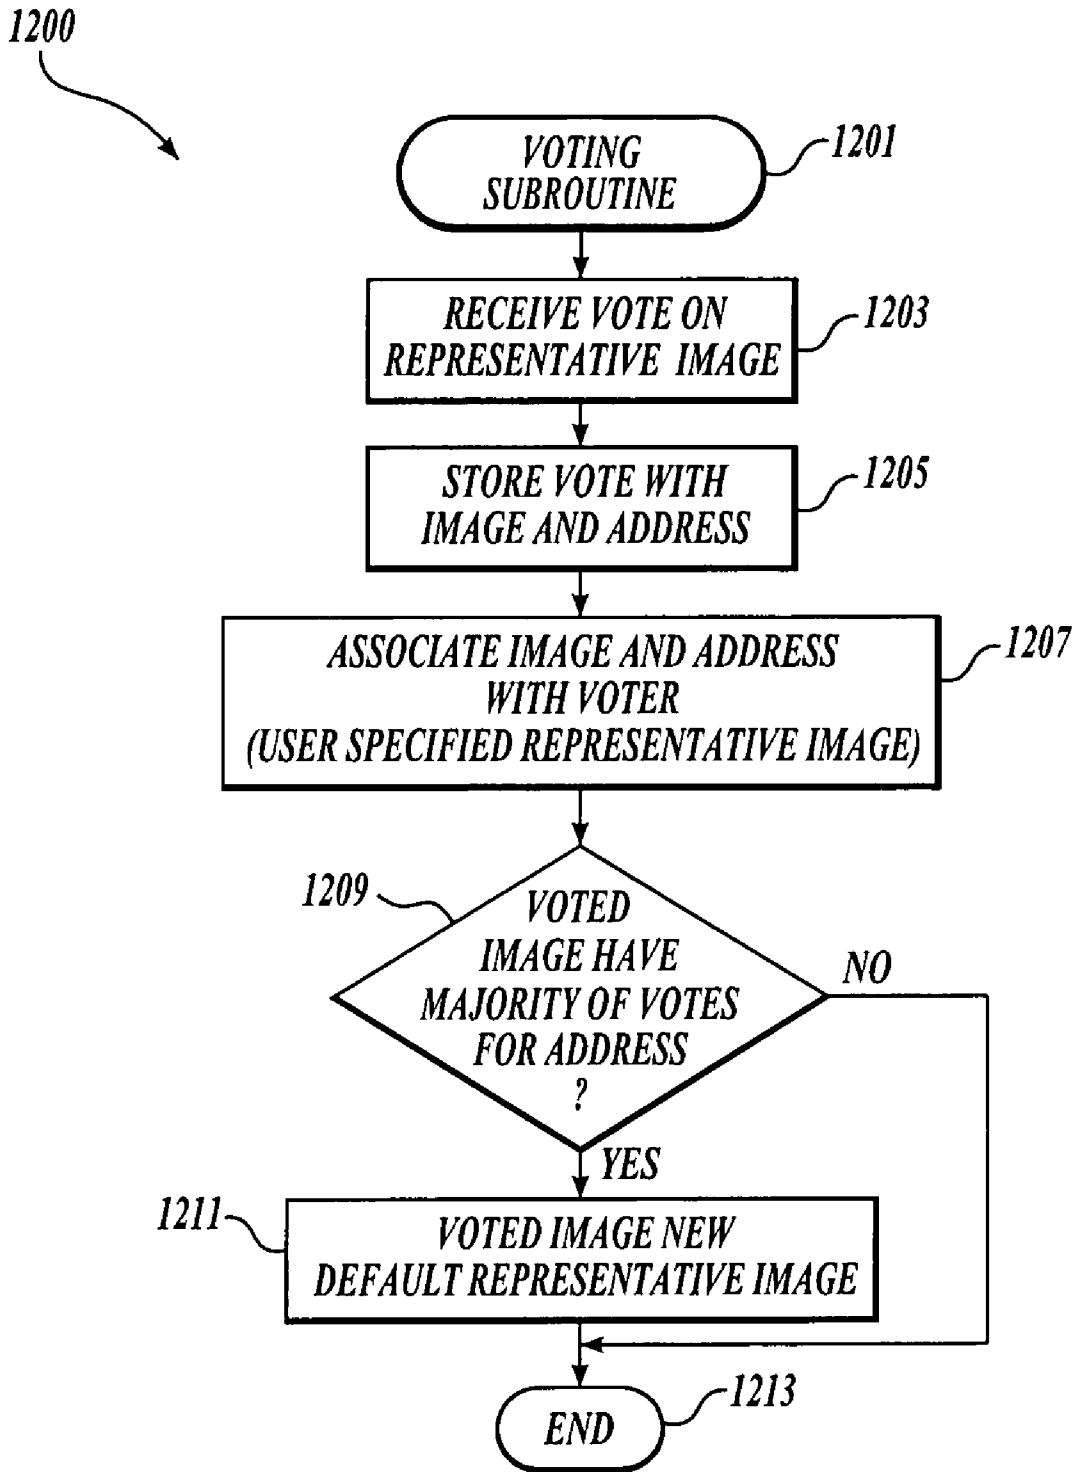 1200
VOTING
SUBROUTINE
1201
RECEIVE VOTE ON
REPRESENTATIVE IMAGE
1203
STORE VOTE WITH
IMAGE AND ADDRESS
1205
ASSOCIATE IMAGE AND ADDRESS
WITH VOTER
(USER SPECIFIED REPRESENTATIVE IMAGE)
1207
1209
VOTED
IMAGE HAVE
MAJORITY OF VOTES
FOR ADDRESS
?
NO
YES
1211
VOTED IMAGE NEW
DEFAULT REPRESENTATIVE IMAGE
END
1213